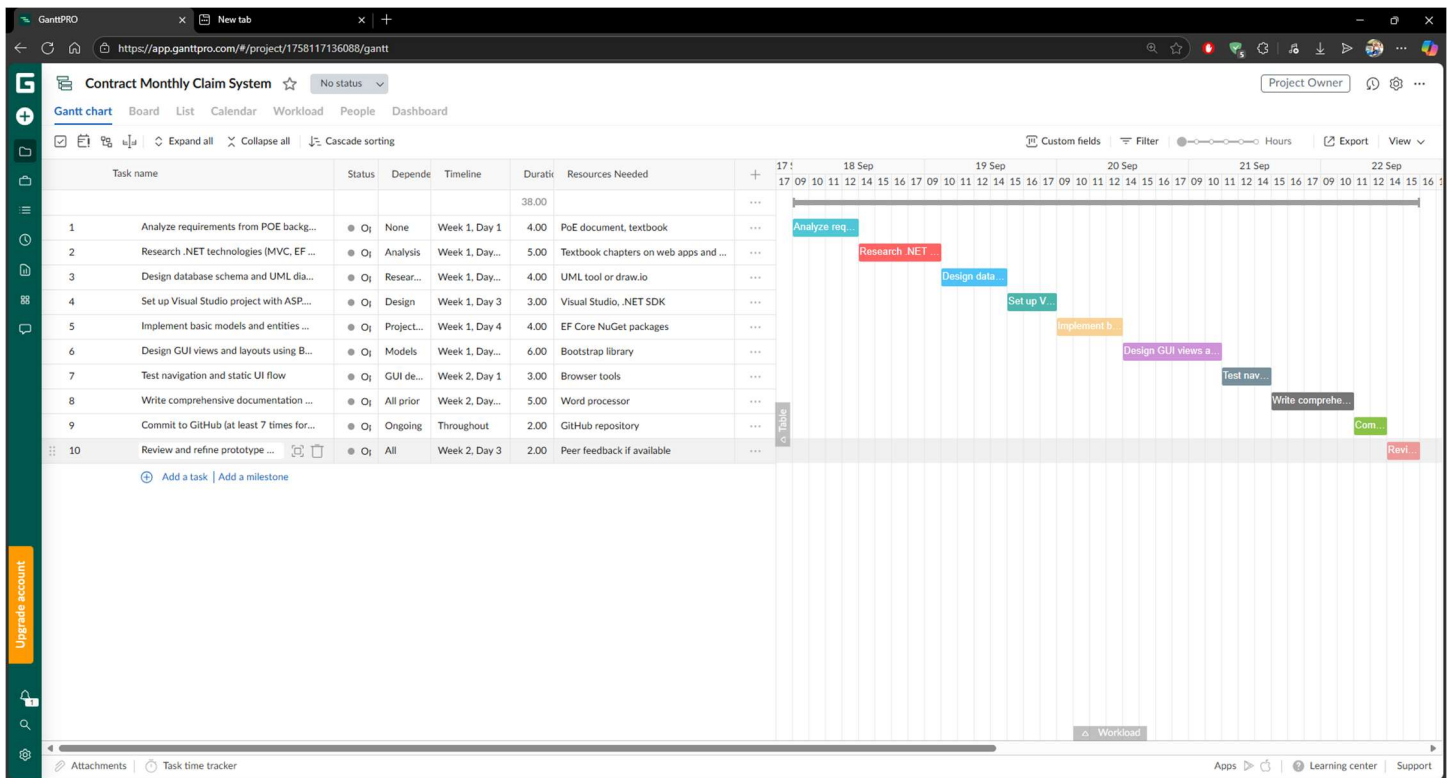 GanttPRO New tab
https://app.ganttpro.com/#/project/1758117136088/gantt
Contract Monthly Claim System No status Project Owner
Gantt chart Board List Calendar Workload People Dashboard
Expand all Collapse all Cascade sorting Custom fields Filter Hours Export View
Task name Status Depende Timeline Duratic Resources Needed
18 Sep 19 Sep 20 Sep 21 Sep 22 Sep
17 09 10 11 12 14 15 16 17 09 10 11 12 14 15 16 17 09 10 11 12 14 15 16 17 09 10 11 12 14 15 16 17 09 10 11 12 14 15 16
38.00
1 Analyze requirements from POE backg... None Week 1, Day 1 4.00 PoE document, textbook Analyze req...
2 Research .NET technologies (MVC, EF ... Analysis Week 1, Day... 5.00 Textbook chapters on web apps and ... Research .NET ...
3 Design database schema and UML dia... Resear... Week 1, Day... 4.00 UML tool or draw.io Design data...
4 Set up Visual Studio project with ASP.... Design Week 1, Day 3 3.00 Visual Studio, .NET SDK Set up V...
5 Implement basic models and entities ... Project... Week 1, Day 4 4.00 EF Core NuGet packages Implement b...
6 Design GUI views and layouts using B... Models Week 1, Day... 6.00 Bootstrap library Design GUI views a...
7 Test navigation and static UI flow GUI de... Week 2, Day 1 3.00 Browser tools Test nav...
8 Write comprehensive documentation ... All prior Week 2, Day... 5.00 Word processor Write comprehe...
9 Commit to GitHub (at least 7 times for... Ongoing Throughout 2.00 GitHub repository Com...
10 Review and refine prototype ... All Week 2, Day 3 2.00 Peer feedback if available Revi...
Table
Add a task | Add a milestone
Upgrade account
1
Workload
Attachments Task time tracker Apps Learning center Support